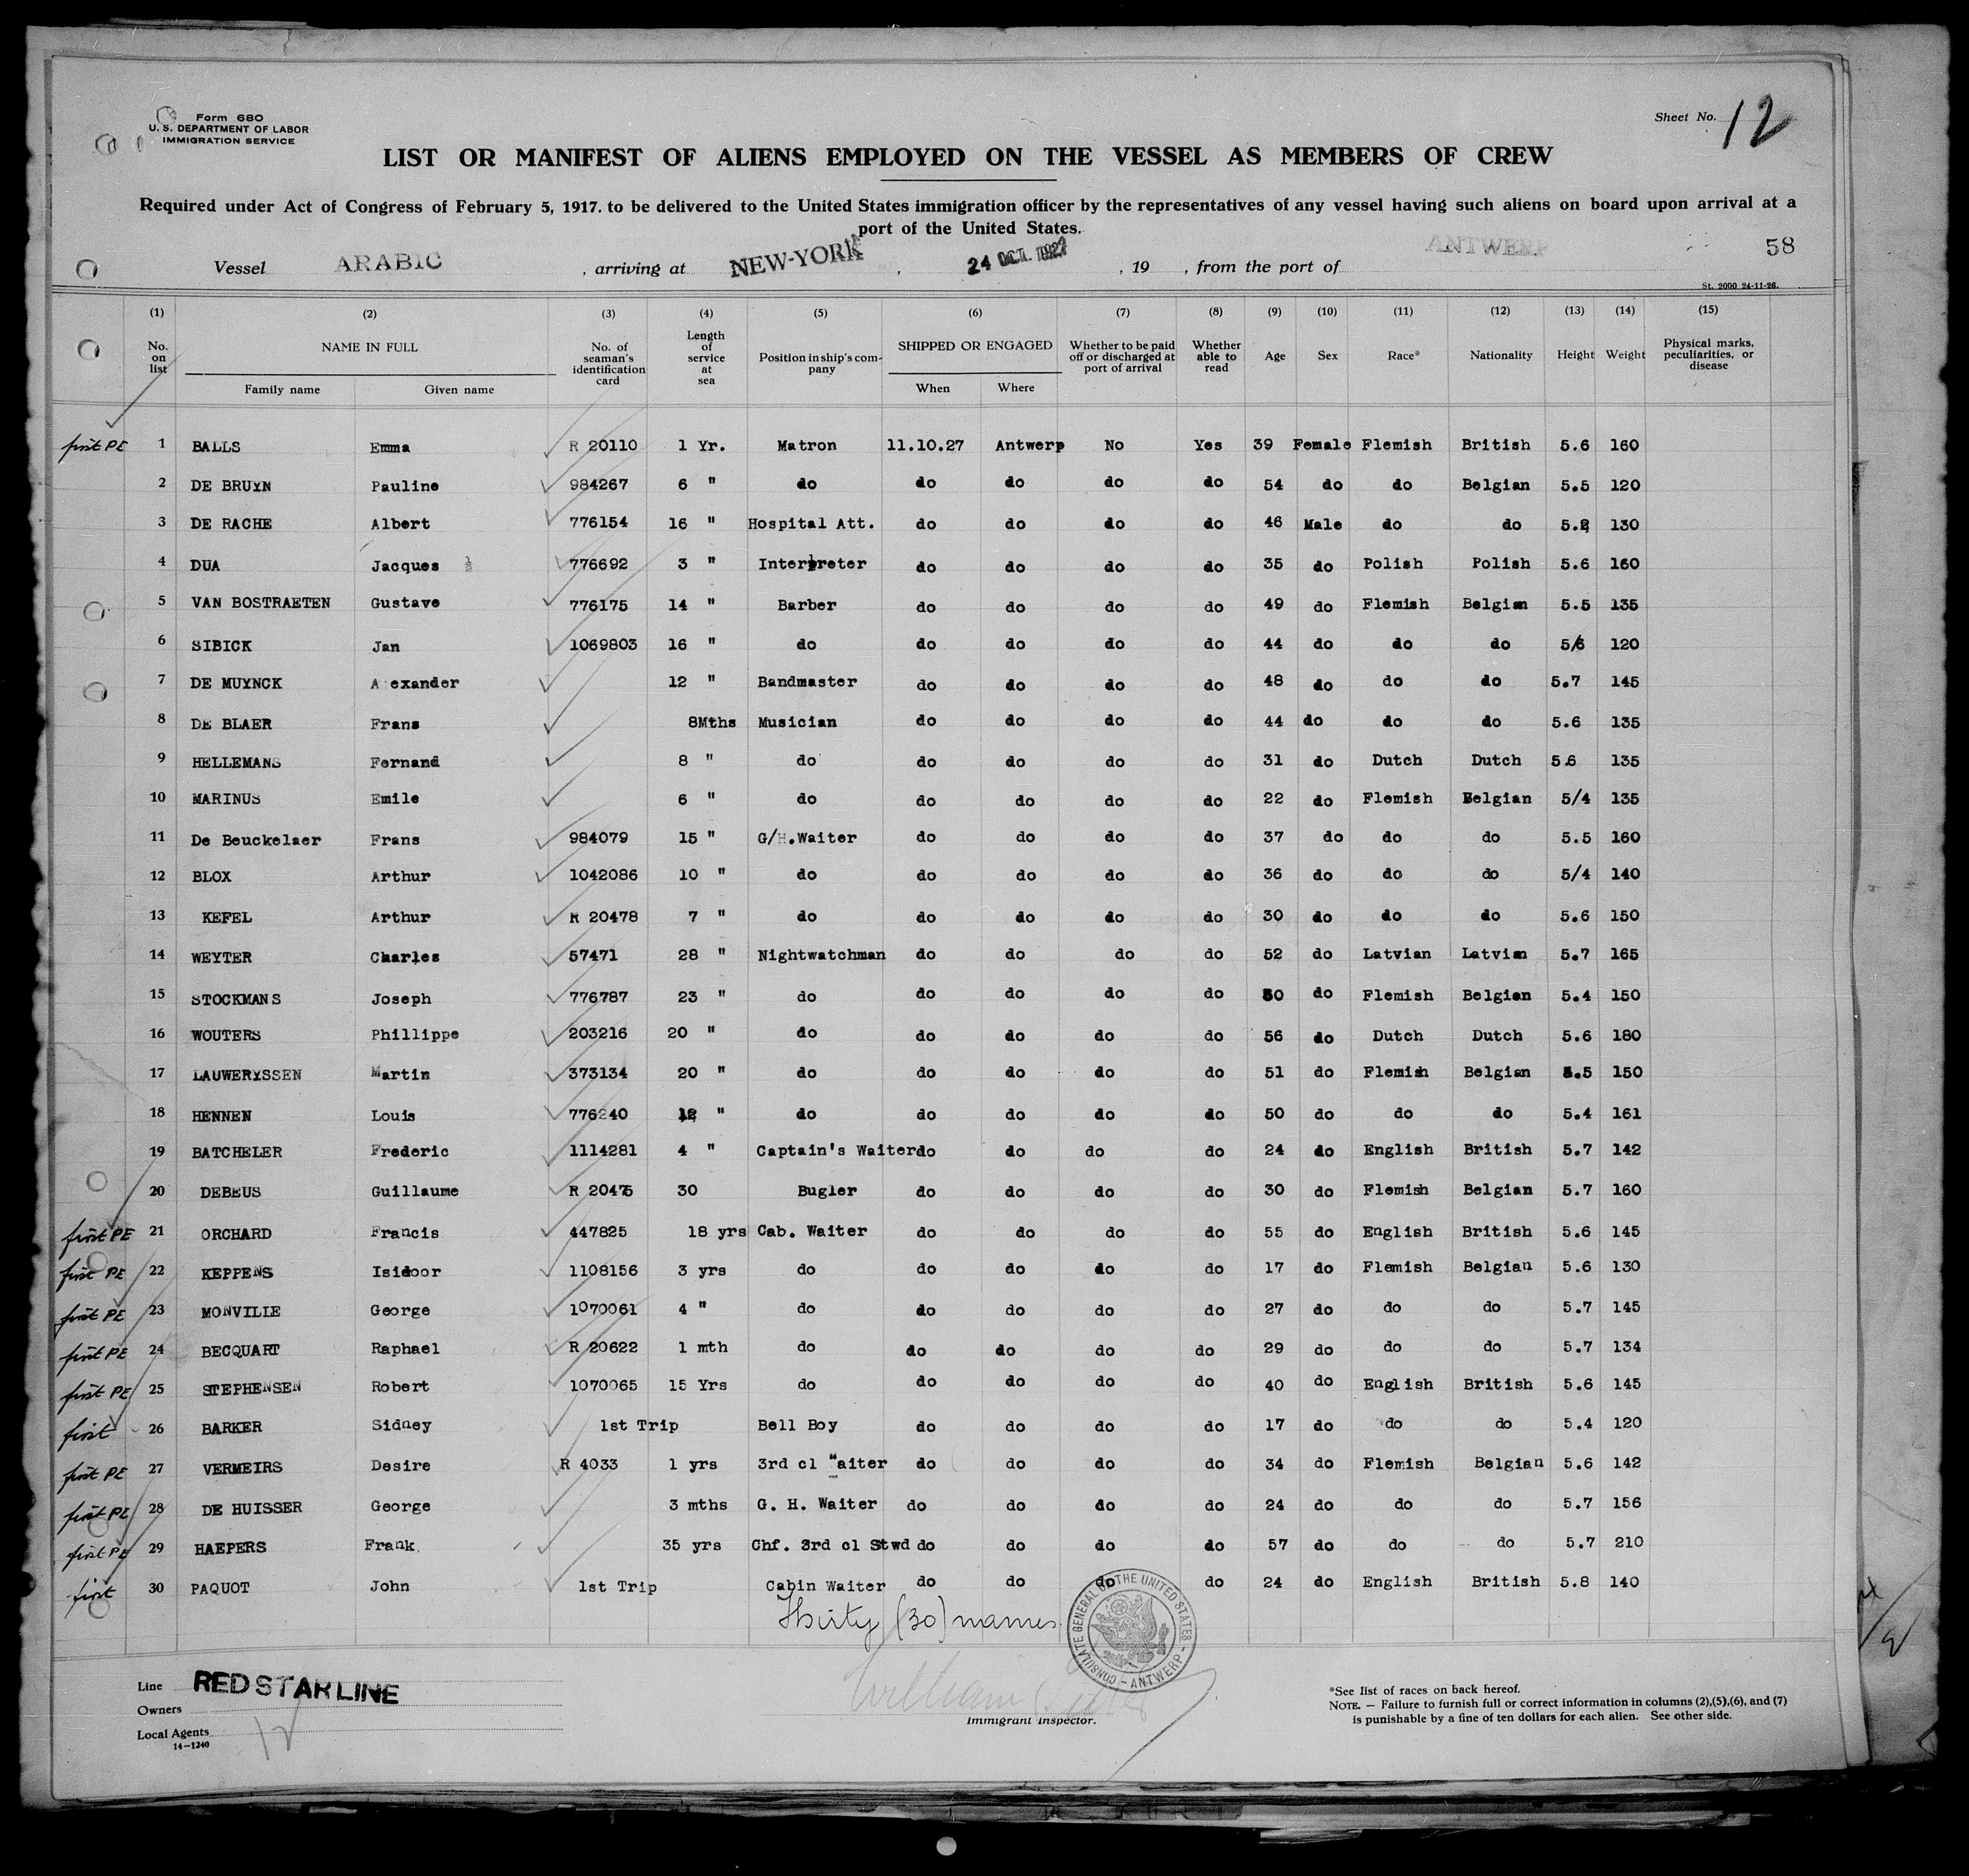 Form 680
U. S. DEPARTMENT OF LABOR
IMMIGRATION SERVICE
Sheet No. 12
LIST OR MANIFEST OF ALIENS EMPLOYED ON THE VESSEL AS MEMBERS OF CREW
Required under Act of Congress of February 5, 1917. to be delivered to the United States immigration officer by the representatives of any vessel having such aliens on board upon arrival at a
port of the United States.
Vessel ARABIC , arriving at NEW-YORK , 24 OCT. 1927 , 19 , from the port of ANTWERP 58
St. 2000 24-11-26.
(1) (2) (3) (4) (5) (6) (7) (8) (9) (10) (11) (12) (13) (14) (15)
No. on list NAME IN FULL Family name Given name No. of seaman's identification card Length of service at sea Position in ship's company SHIPPED OR ENGAGED When Where Whether to be paid off or discharged at port of arrival Whether able to read Age Sex Race* Nationality Height Weight Physical marks, peculiarities, or disease
first PE 1 BALLS Emma R 20110 1 Yr. Matron 11.10.27 Antwerp No Yes 39 Female Flemish British 5.6 160
2 DE BRUYN Pauline 984267 6 " do do do do do 54 do do Belgian 5.5 120
3 DE RACHE Albert 776154 16 " Hospital Att. do do do do 46 Male do do 5.2 130
4 DUA Jacques 776692 3 " Interpreter do do do do 35 do Polish Polish 5.6 160
5 VAN BOSTRAETEN Gustave 776175 14 " Barber do do do do 49 do Flemish Belgian 5.5 135
6 SIBICK Jan 1069803 16 " do do do do do 44 do do do 5/6 120
7 DE MUYNCK A exander 12 " Bandmaster do do do do 48 do do do 5.7 145
8 DE BLAER Frans 8Mths Musician do do do do 44 do do do 5.6 135
9 HELLEMANS Fernand 8 " do do do do do 31 do Dutch Dutch 5.6 135
10 MARINUS Emile 6 " do do do do do 22 do Flemish Belgian 5/4 135
11 De Beuckelaer Frans 984079 15 " G/H.Waiter do do do do 37 do do do 5.5 160
12 BLOX Arthur 1042086 10 " do do do do do 36 do do do 5/4 140
13 KEFEL Arthur R 20478 7 " do do do do do 30 do do do 5.6 150
14 WEYTER Charles 57471 28 " Nightwatchman do do do do 52 do Latvian Latvian 5.7 165
15 STOCKMANS Joseph 776787 23 " do do do do do 50 do Flemish Belgian 5.4 150
16 WOUTERS Phillippe 203216 20 " do do do do do 56 do Dutch Dutch 5.6 180
17 LAUWERYSSEN Martin 373134 20 " do do do do do 51 do Flemish Belgian 5.5 150
18 HENNEN Louis 776240 12 " do do do do do 50 do do do 5.4 161
19 BATCHELER Frederic 1114281 4 " Captain's Waiter do do do do 24 do English British 5.7 142
20 DEBEUS Guillaume R 20475 30 Bugler do do do do 30 do Flemish Belgian 5.7 160
first PE 21 ORCHARD Francis 447825 18 yrs Cab. Waiter do do do do 55 do English British 5.6 145
first PE 22 KEPPENS Isidoor 1108156 3 yrs do do do do do 17 do Flemish Belgian 5.6 130
first PE 23 MONVILLE George 1070061 4 " do do do do do 27 do do do 5.7 145
first PE 24 BECQUART Raphael R 20622 1 mth do do do do do 29 do do do 5.7 134
first PE 25 STEPHENSEN Robert 1070065 15 Yrs do do do do do 40 do English British 5.6 145
first 26 BARKER Sidney 1st Trip Bell Boy do do do do 17 do do do 5.4 120
first PE 27 VERMEIRS Desire R 4033 1 yrs 3rd cl "aiter do do do do 34 do Flemish Belgian 5.6 142
first PE 28 DE HUISSER George 3 mths G. H. Waiter do do do do 24 do do do 5.7 156
first PE 29 HAEPERS Frank 35 yrs Chf. 3rd cl Stwd do do do do 57 do do do 5.7 210
first 30 PAQUOT John 1st Trip Cabin Waiter do do do do 24 do English British 5.8 140
Thirty (30) names
CONSULATE GENERAL OF THE UNITED STATES - ANTWERP -
Line RED STAR LINE
Owners
Local Agents
14-1240
12
William
Immigrant Inspector.
*See list of races on back hereof.
NOTE. — Failure to furnish full or correct information in columns (2),(5),(6), and (7)
is punishable by a fine of ten dollars for each alien. See other side.